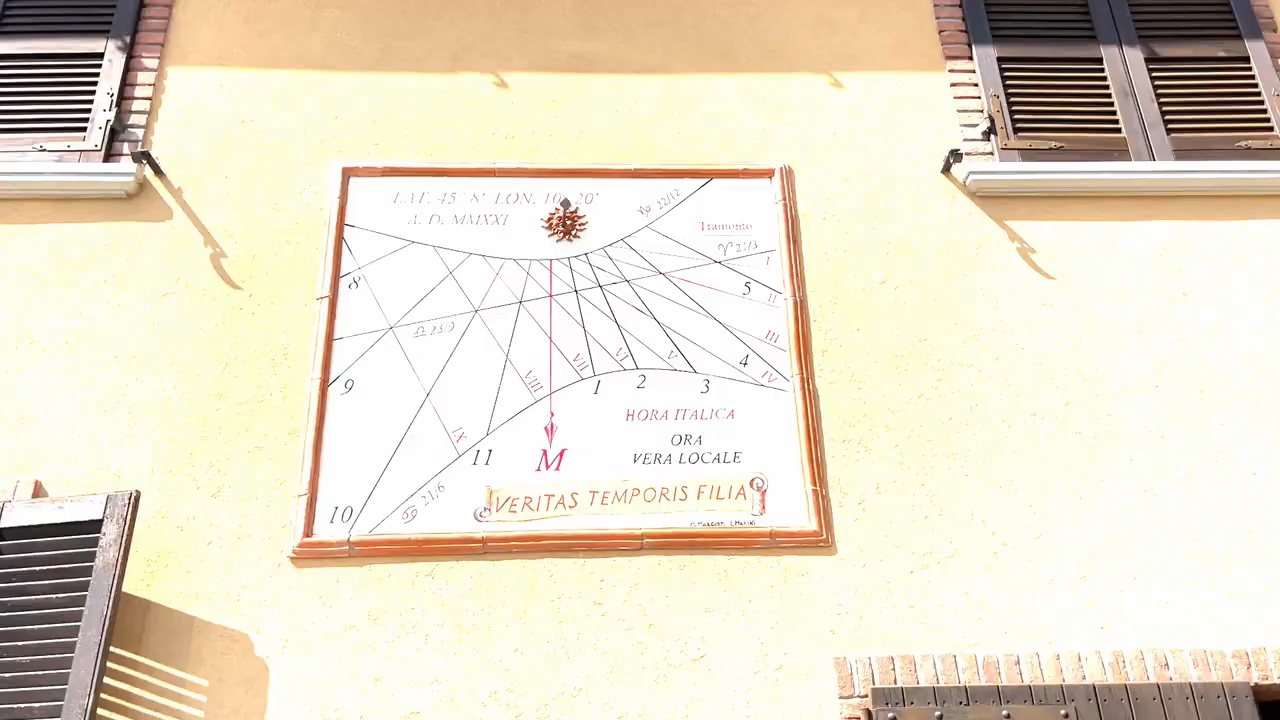 LAT. 45° 8' LON. 10° 20'
A. D. MMXXI
22/12
Tramonto
21/3
I
8
5
II
23/9
III
VII
VI
V
4
IV
9
VIII
1
2
3
HORA ITALICA
IX
ORA
11
M
VERA LOCALE
21/6
VERITAS TEMPORIS FILIA
10